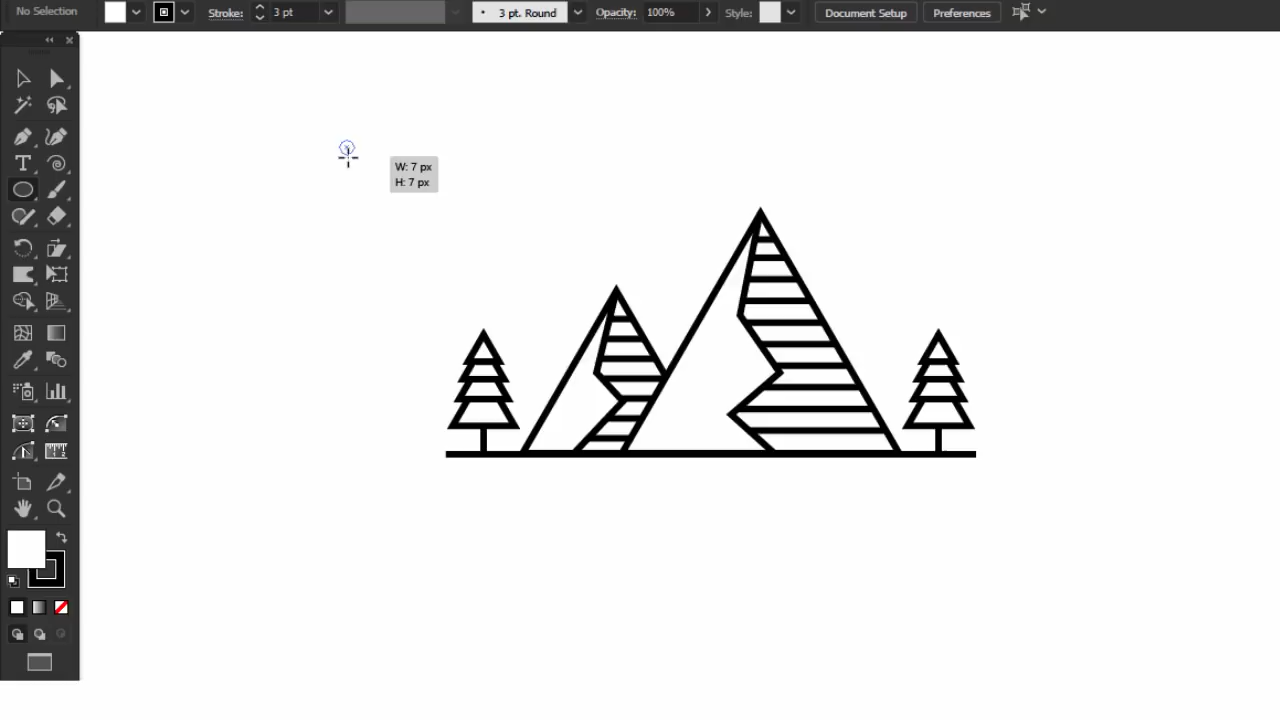 No Selection Stroke: 3 pt 3 pt. Round Opacity: 100% Style: Document Setup Preferences
W: 7 px
H: 7 px